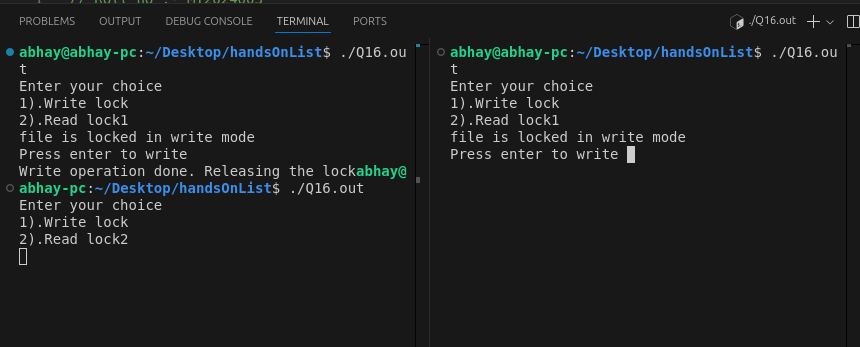 PROBLEMS OUTPUT DEBUG CONSOLE TERMINAL PORTS ./Q16.out
abhay@abhay-pc:~/Desktop/handsOnList$ ./Q16.ou
t
Enter your choice
1).Write lock
2).Read lock1
file is locked in write mode
Press enter to write
Write operation done. Releasing the lockabhay@
abhay-pc:~/Desktop/handsOnList$ ./Q16.out
Enter your choice
1).Write lock
2).Read lock2
abhay@abhay-pc:~/Desktop/handsOnList$ ./Q16.ou
t
Enter your choice
1).Write lock
2).Read lock1
file is locked in write mode
Press enter to write